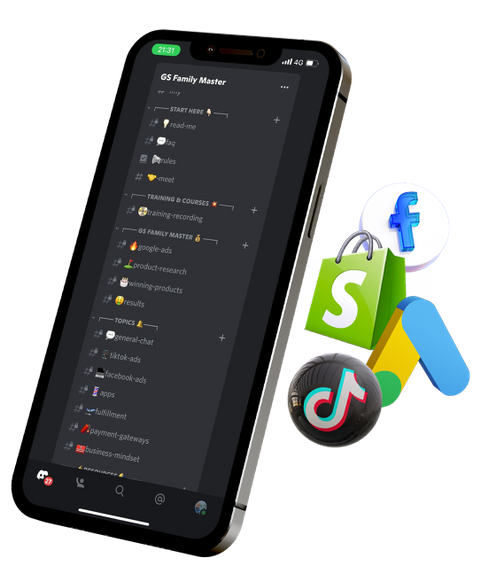 21:31
4G
GS Family Master
START HERE
read-me
faq
rules
meet
TRAINING & COURSES
training-recording
GS FAMILY MASTER
google-ads
product-research
winning-products
results
TOPICS
general-chat
tiktok-ads
facebook-ads
apps
fulfillment
payment-gateways
business-mindset
RESOURCES
27
f
S